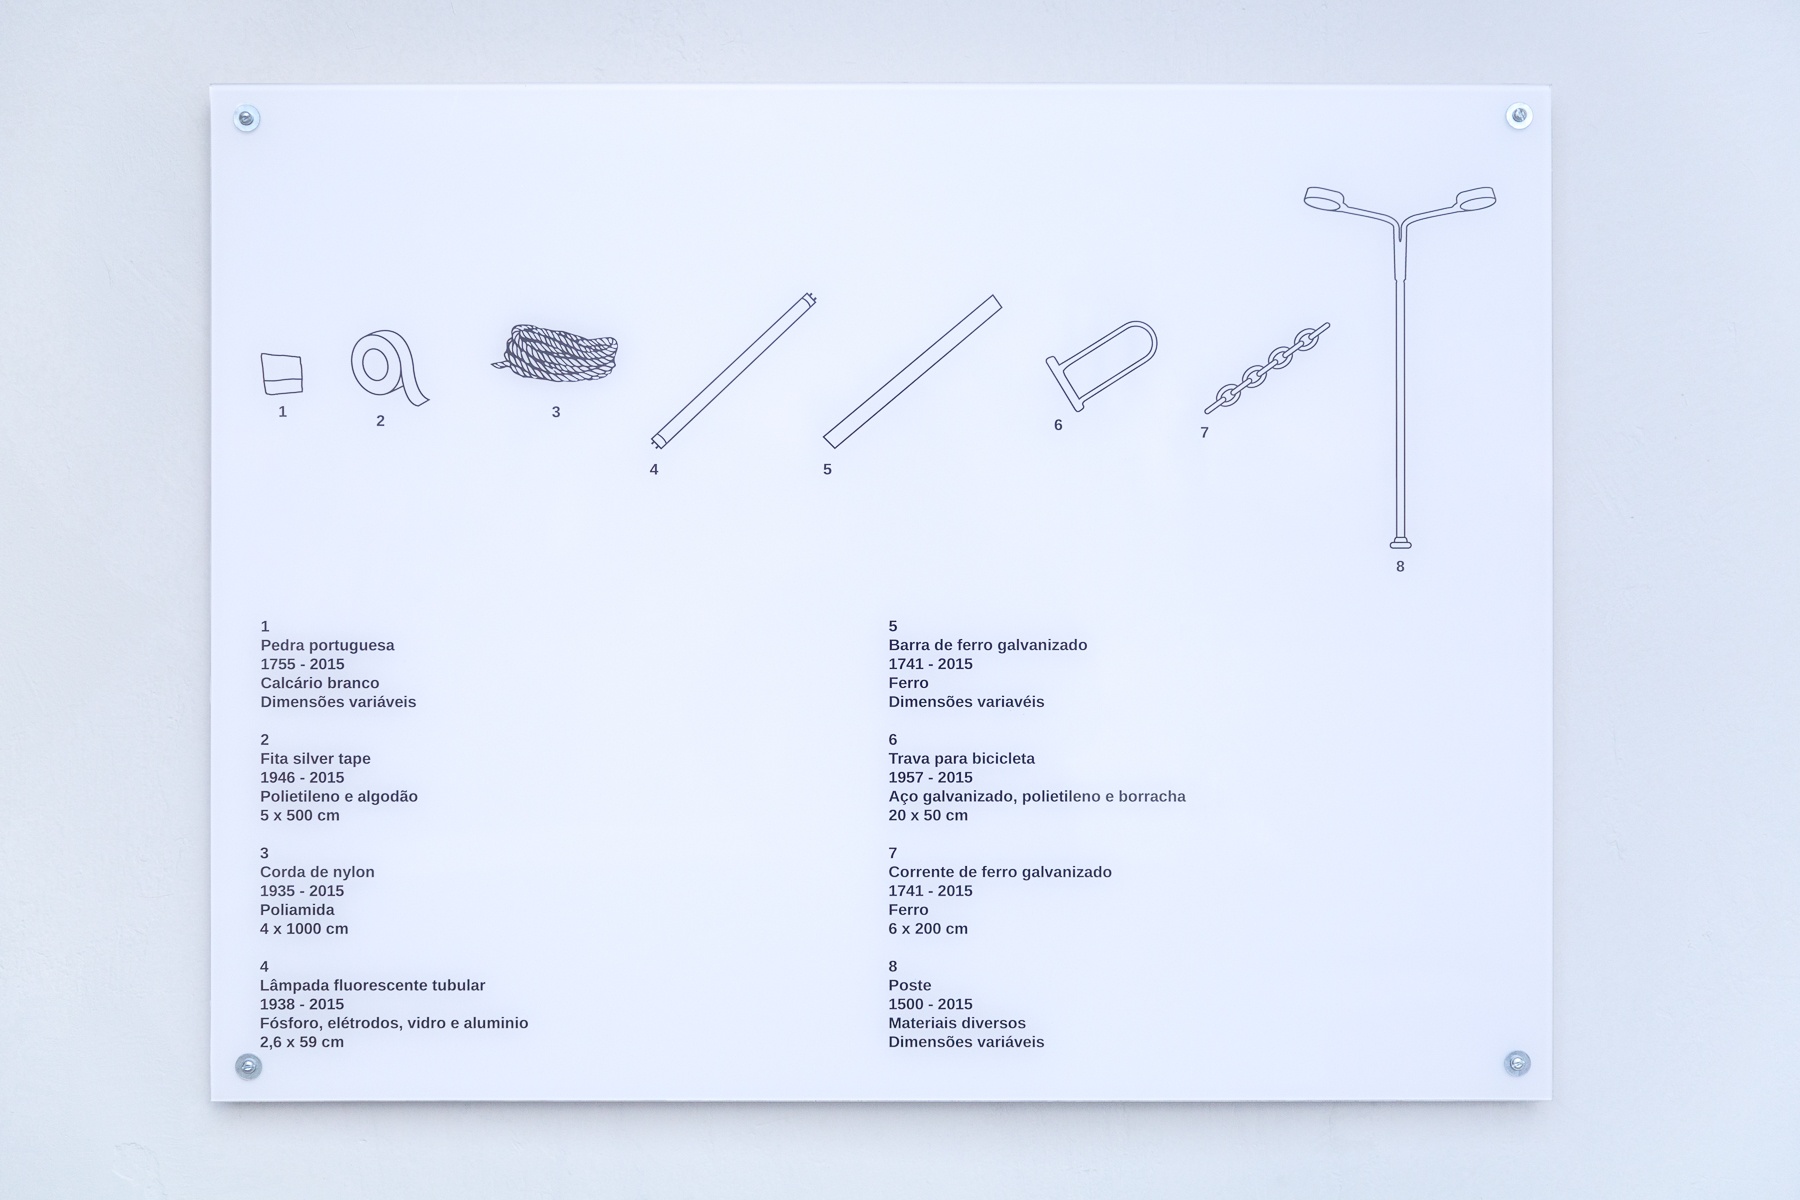 1
2
3
4
5
6
7
8
1
Pedra portuguesa
1755 - 2015
Calcário branco
Dimensões variáveis
2
Fita silver tape
1946 - 2015
Polietileno e algodão
5 x 500 cm
3
Corda de nylon
1935 - 2015
Poliamida
4 x 1000 cm
4
Lâmpada fluorescente tubular
1938 - 2015
Fósforo, elétrodos, vidro e aluminio
2,6 x 59 cm
5
Barra de ferro galvanizado
1741 - 2015
Ferro
Dimensões variavéis
6
Trava para bicicleta
1957 - 2015
Aço galvanizado, polietileno e borracha
20 x 50 cm
7
Corrente de ferro galvanizado
1741 - 2015
Ferro
6 x 200 cm
8
Poste
1500 - 2015
Materiais diversos
Dimensões variáveis